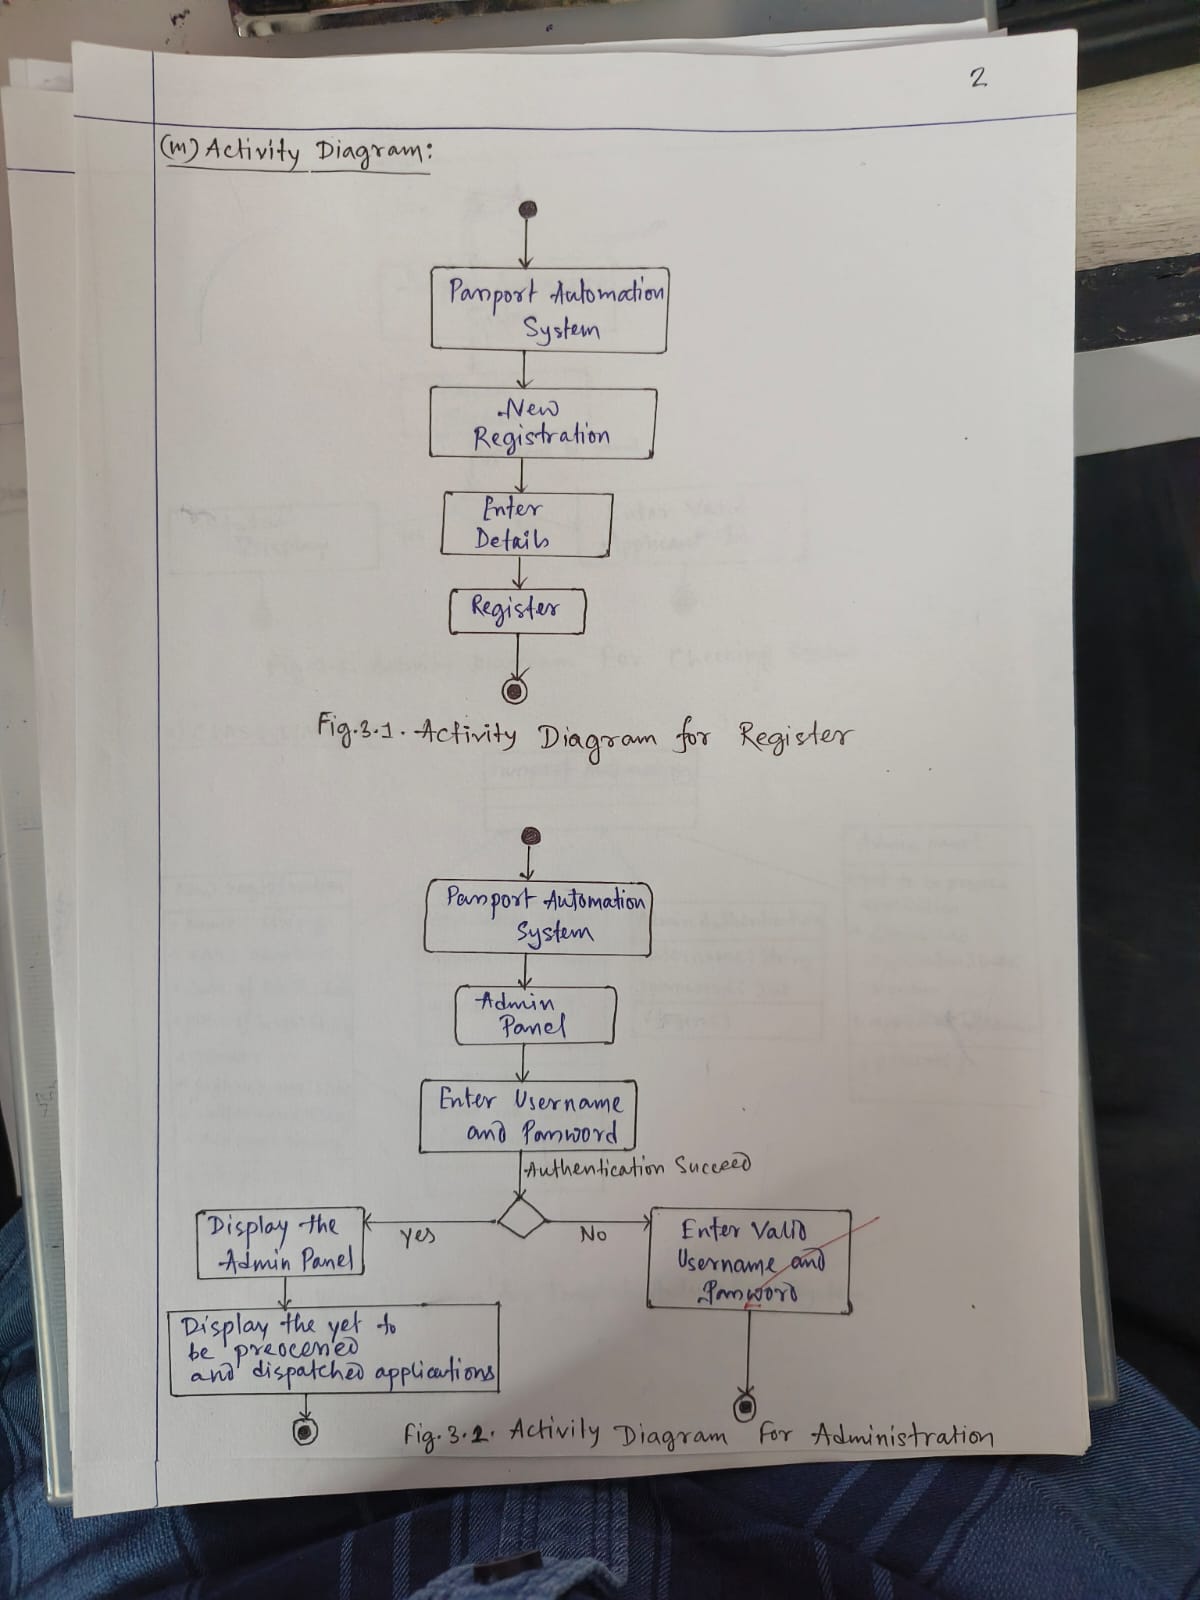 2
(m) Activity Diagram:
Passport Automation
System
New
Registration
Enter
Details
Register
Fig.3.1. Activity Diagram for Register
Passport Automation
System
Admin
Panel
Enter Username
and Password
Authentication Succeed
Display the
Admin Panel
Yes
No
Enter Valid
Username and
Password
Display the yet to
be preocessed
and dispatched applications
Fig.3.2. Activity Diagram For Administration